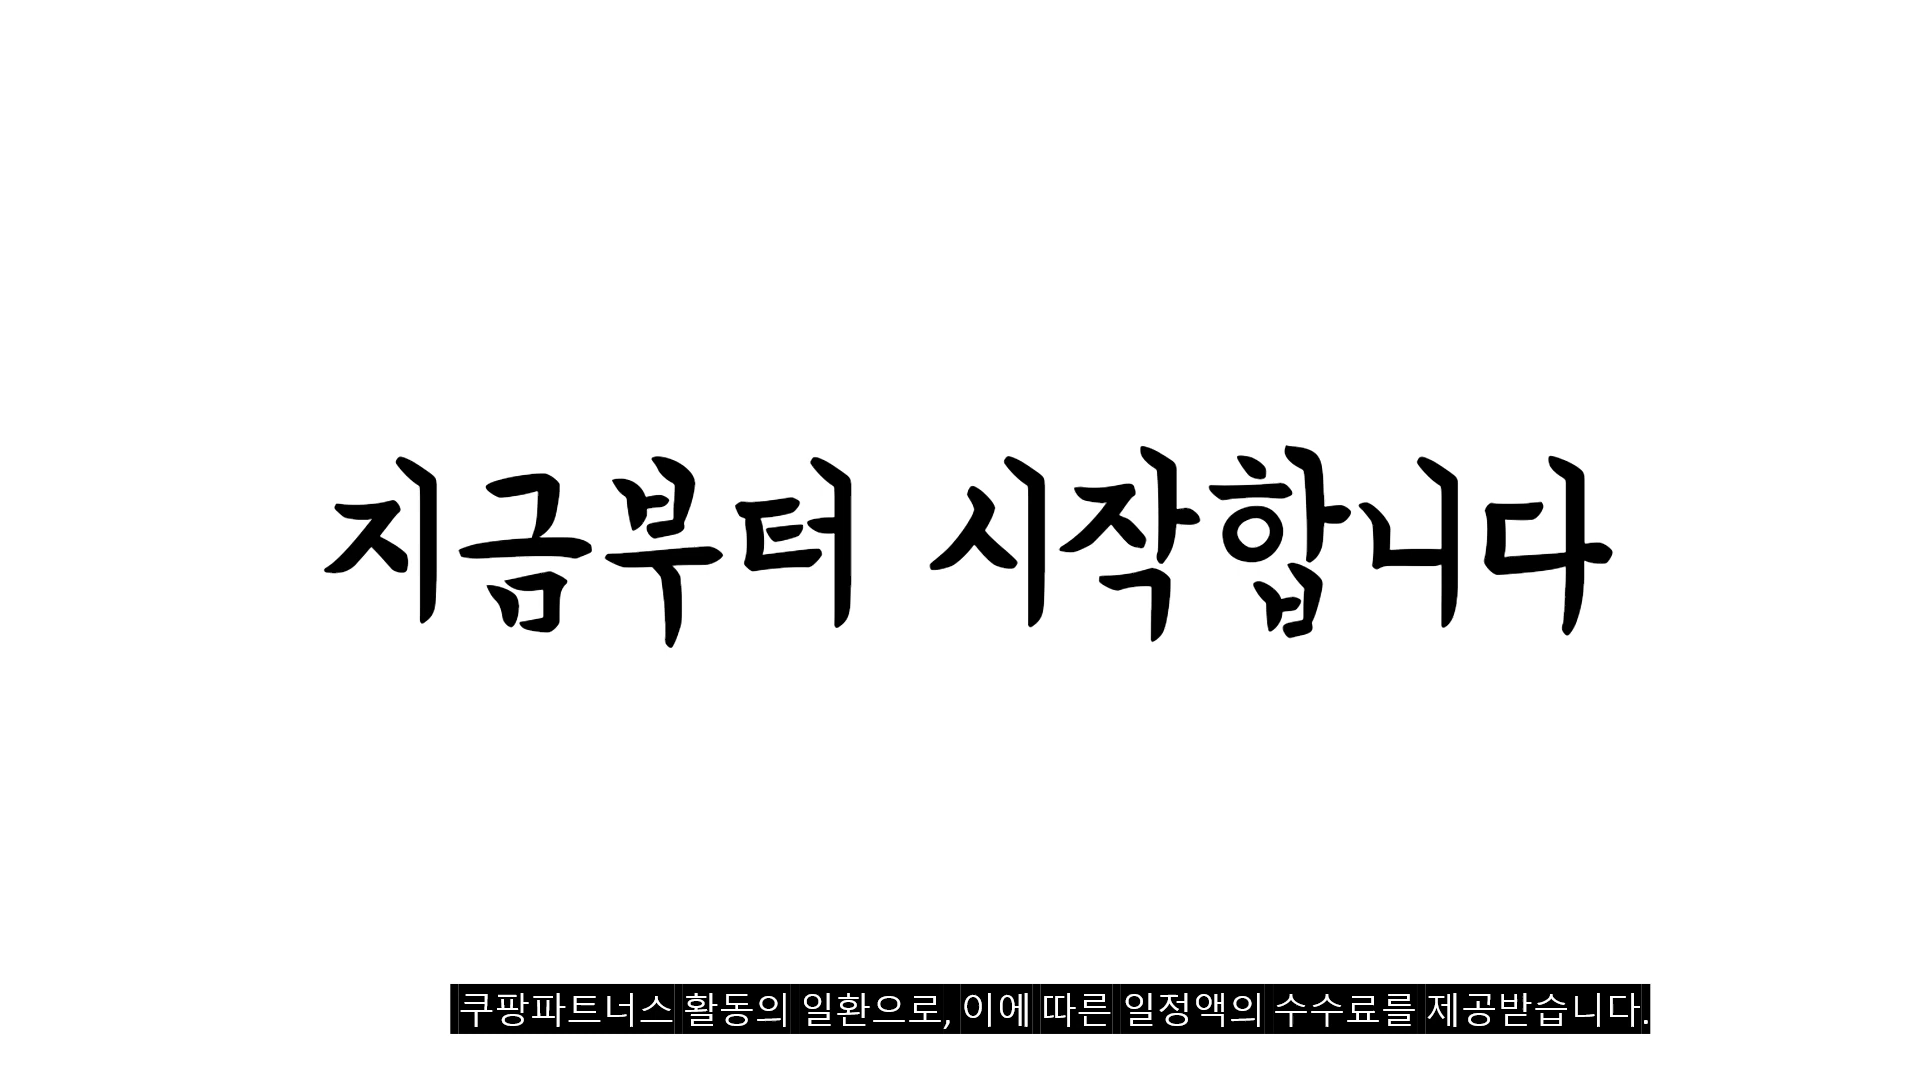 지금부터 시작합니다
쿠팡파트너스 활동의 일환으로, 이에 따른 일정액의 수수료를 제공받습니다.